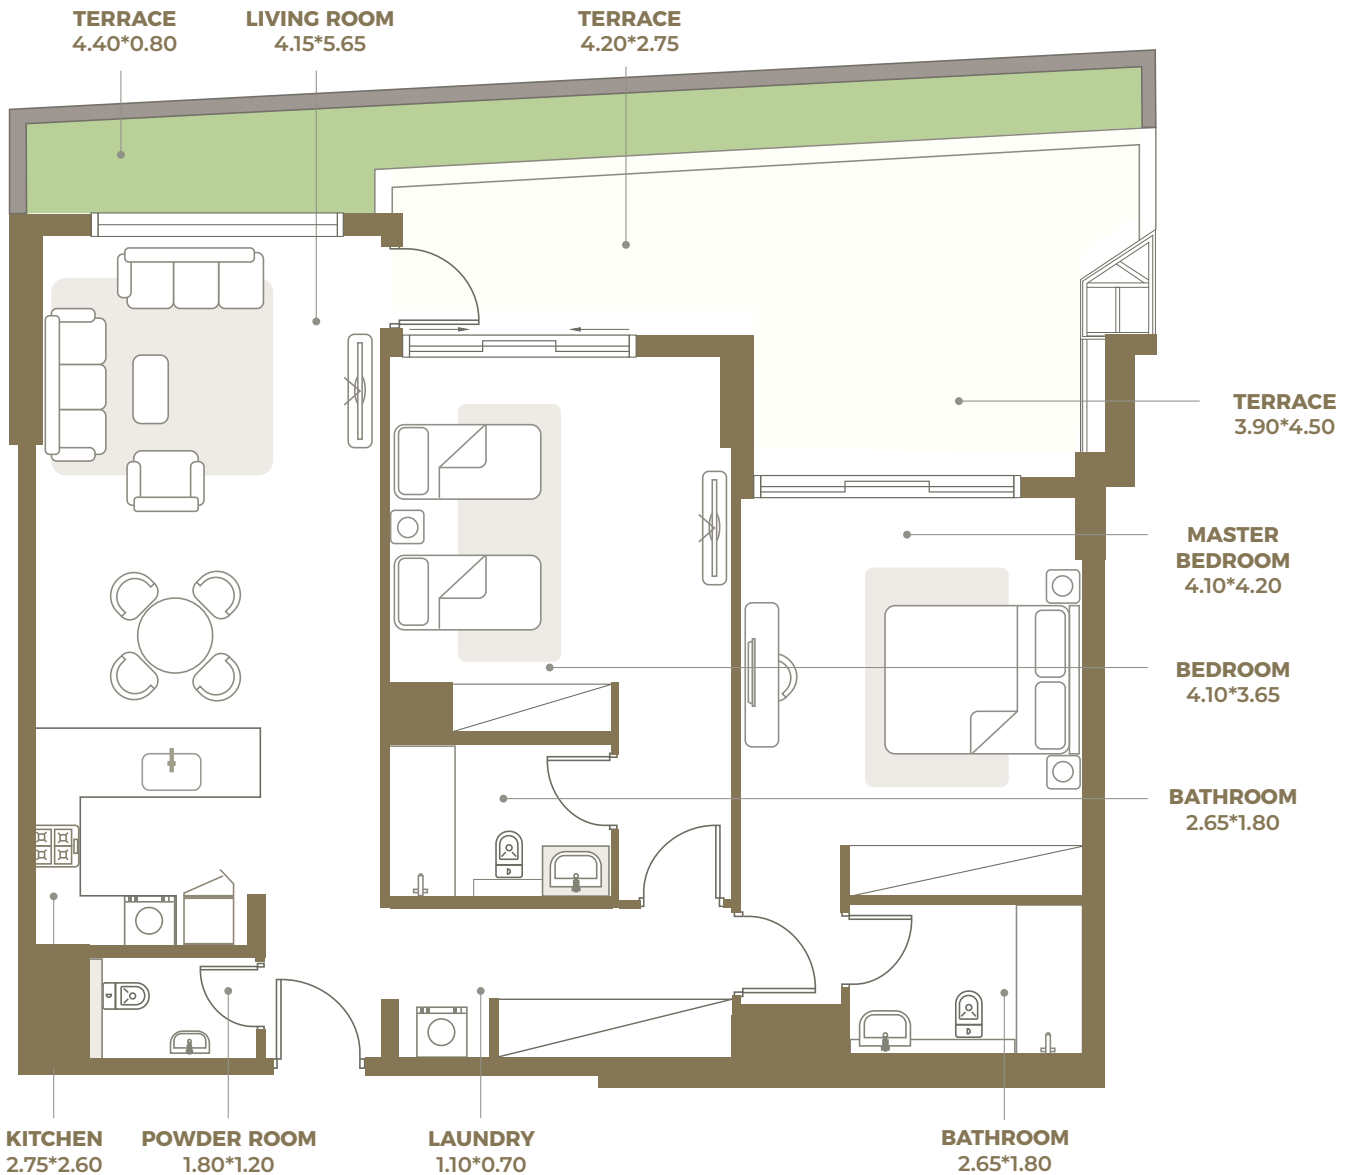 TERRACE
4.40*0.80
LIVING ROOM
4.15*5.65
TERRACE
4.20*2.75
TERRACE
3.90*4.50
MASTER
BEDROOM
4.10*4.20
BEDROOM
4.10*3.65
BATHROOM
2.65*1.80
KITCHEN
2.75*2.60
POWDER ROOM
1.80*1.20
LAUNDRY
1.10*0.70
BATHROOM
2.65*1.80